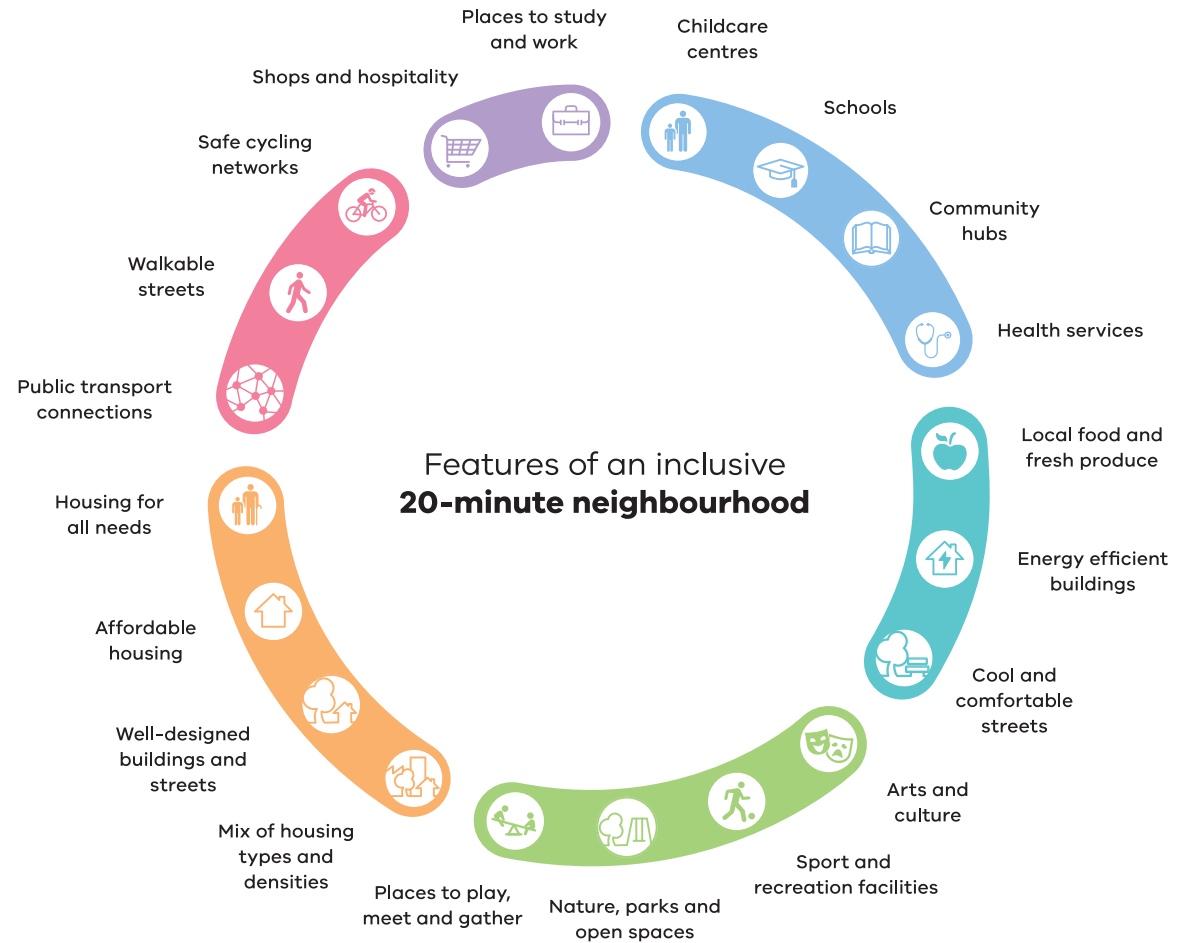 Features of an inclusive
20-minute neighbourhood
Places to study
and work
Childcare
centres
Schools
Community
hubs
Health services
Local food and
fresh produce
Energy efficient
buildings
Cool and
comfortable
streets
Arts and
culture
Sport and
recreation facilities
Nature, parks and
open spaces
Places to play,
meet and gather
Mix of housing
types and
densities
Well-designed
buildings and
streets
Affordable
housing
Housing for
all needs
Public transport
connections
Walkable
streets
Safe cycling
networks
Shops and hospitality